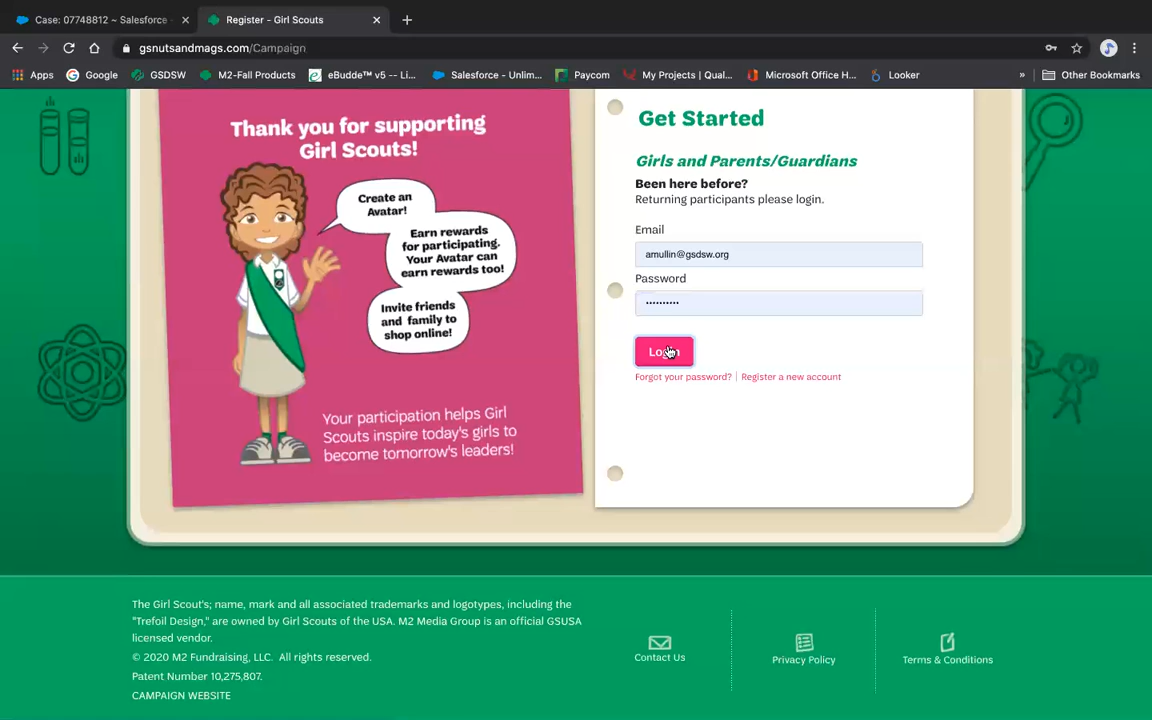 Case: 07748812 ~ Salesforce -
Register - Girl Scouts
gsnutsandmags.com/Campaign
Apps
Google
GSDSW
M2-Fall Products
eBudde™ v5 -- Li...
Salesforce - Unlim...
Paycom
My Projects | Qual...
Microsoft Office H...
Looker
»
Other Bookmarks
Thank you for supporting
Girl Scouts!
Create an
Avatar!
Earn rewards
for participating.
Your Avatar can
earn rewards too!
Invite friends
and family to
shop online!
Your participation helps Girl
Scouts inspire today's girls to
become tomorrow's leaders!
Get Started
Girls and Parents/Guardians
Been here before?
Returning participants please login.
Email
amullin@gsdsw.org
Password
••••••••••
Login
Forgot your password? | Register a new account
The Girl Scout's; name, mark and all associated trademarks and logotypes, including the
"Trefoil Design," are owned by Girl Scouts of the USA. M2 Media Group is an official GSUSA
licensed vendor.
© 2020 M2 Fundraising, LLC. All rights reserved.
Patent Number 10,275,807.
CAMPAIGN WEBSITE
Contact Us
Privacy Policy
Terms & Conditions